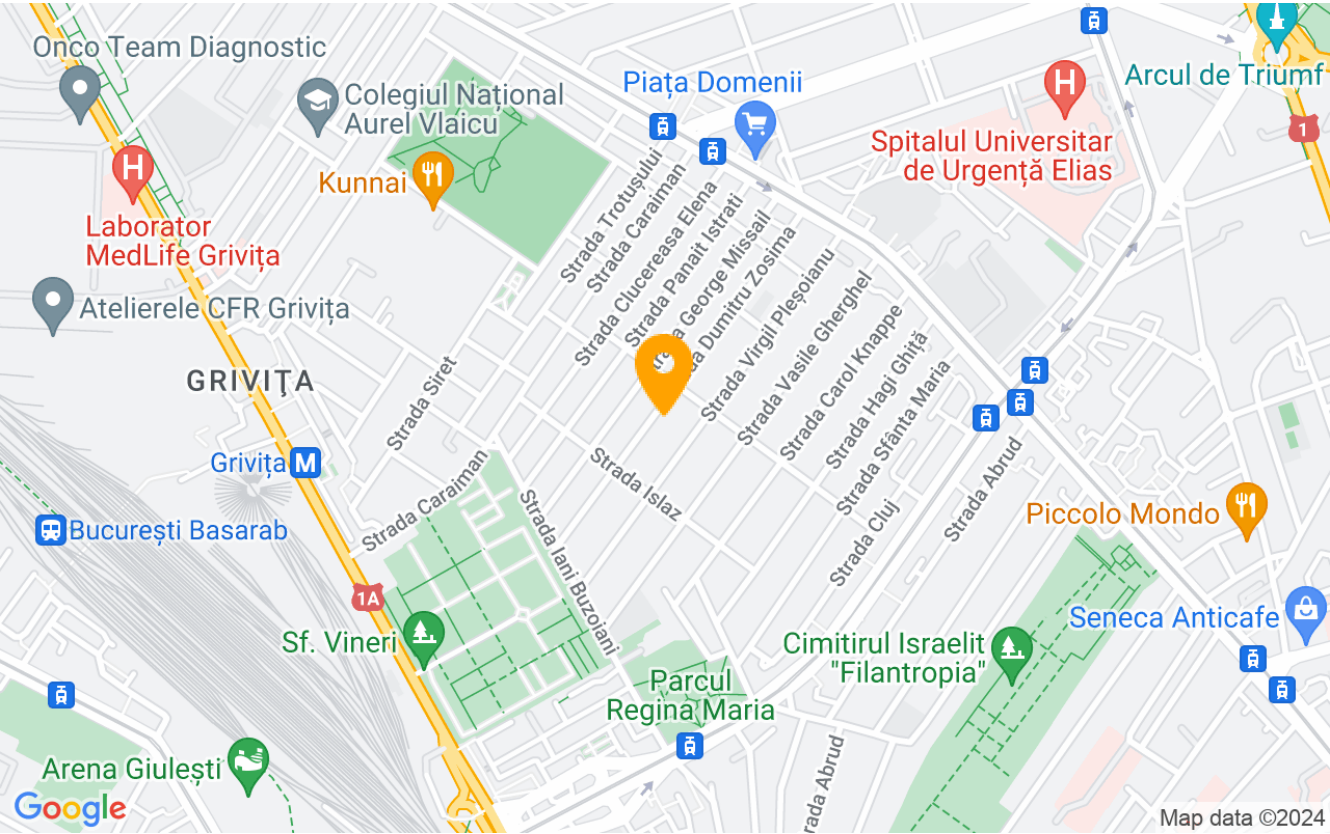 Onco Team Diagnostic
Colegiul Național
Aurel Vlaicu
Piața Domenii
H
Arcul de Triumf
1
Spitalul Universitar
de Urgență Elias
H
Kunnai
Laborator
MedLife Grivița
Strada Trotușului
Strada Caraiman
Strada Clucereasa Elena
Strada Panait Istrati
George Missail
Dumitru Zosima
Strada Virgil Pleșoianu
Strada Vasile Gherghel
Strada Carol Knappe
Strada Hagi Ghiță
Strada Sfânta Maria
Atelierele CFR Grivița
GRIVIŢA
Strada Siret
Grivița M
Strada Caraiman
Strada Islaz
Strada Iani Buzoiani
Strada Cluj
Strada Abrud
Piccolo Mondo
București Basarab
1A
Sf. Vineri
Seneca Anticafe
Cimitirul Israelit
"Filantropia"
Parcul
Regina Maria
Arena Giulești
rada Abrud
Google
Map data ©2024